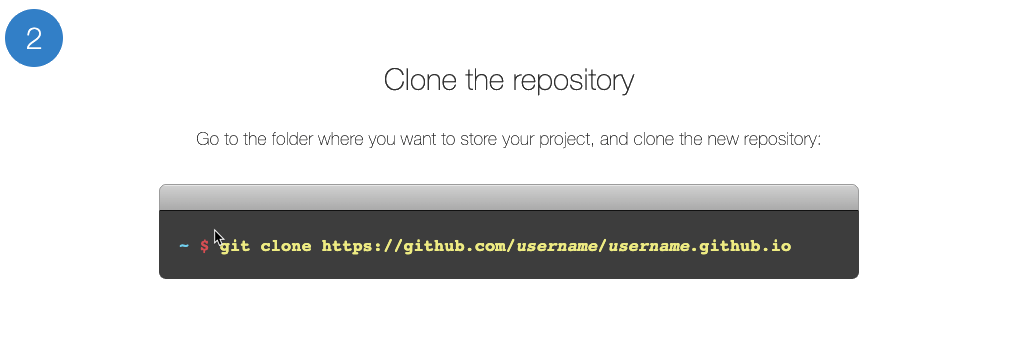 2
Clone the repository
Go to the folder where you want to store your project, and clone the new repository:
~ $ git clone https://github.com/username/username.github.io